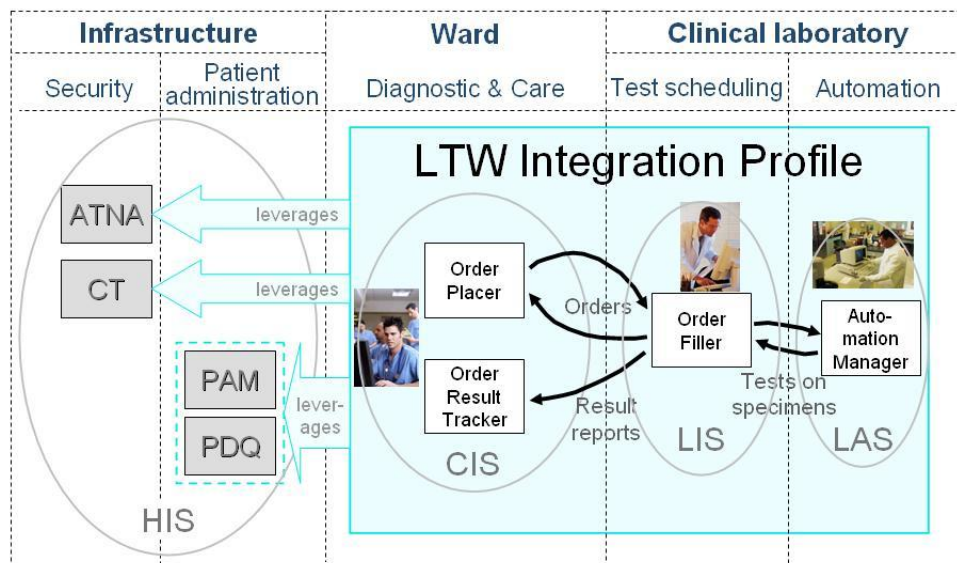 Infrastructure
Ward
Clinical laboratory
Security
Patient
administration
Diagnostic & Care
Test scheduling
Automation
LTW Integration Profile
ATNA
leverages
CT
leverages
PAM
PDQ
lever-
ages
HIS
Order
Placer
Orders
Order
Result
Tracker
Result
reports
CIS
Order
Filler
LIS
Tests on
specimens
Auto-
mation
Manager
LAS